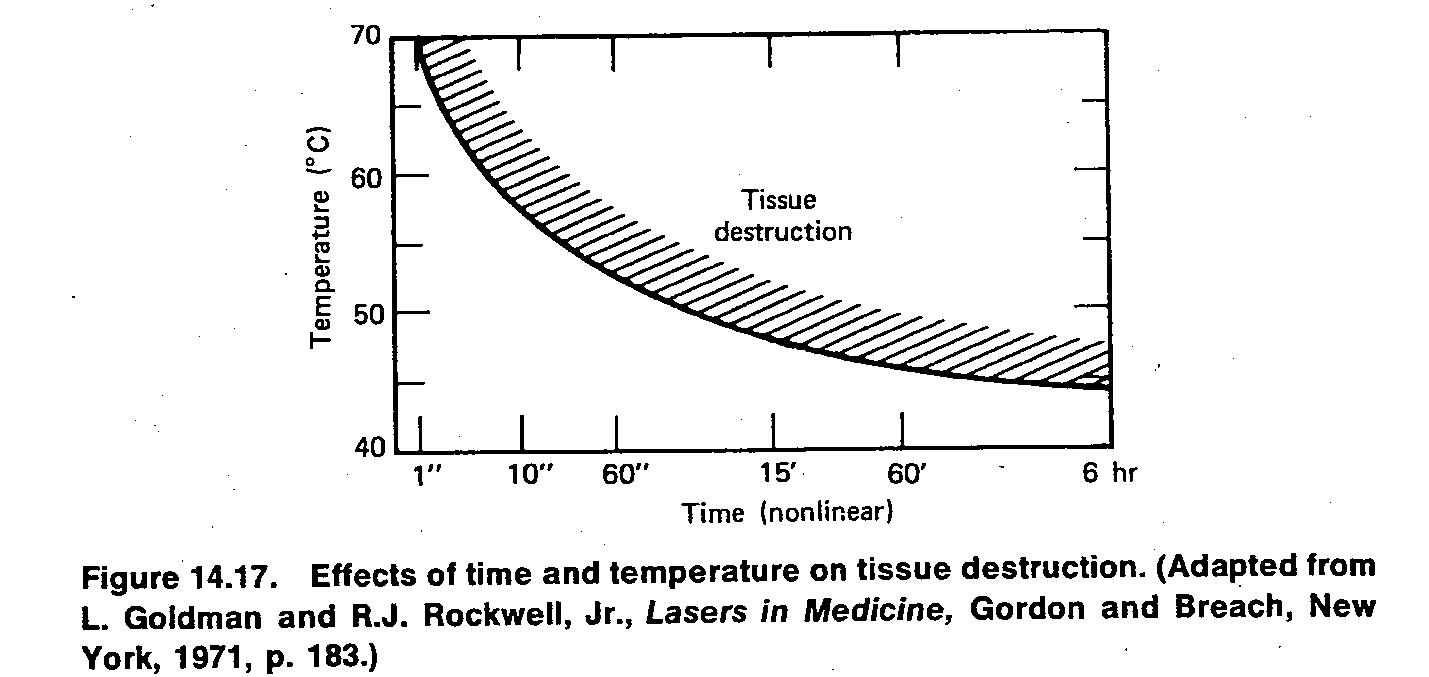 70
60
50
40
Temperature (°C)
Tissue
destruction
1″ 10″ 60″ 15′ 60′ 6 hr
Time (nonlinear)
Figure 14.17. Effects of time and temperature on tissue destruction. (Adapted from
L. Goldman and R.J. Rockwell, Jr., Lasers in Medicine, Gordon and Breach, New
York, 1971, p. 183.)